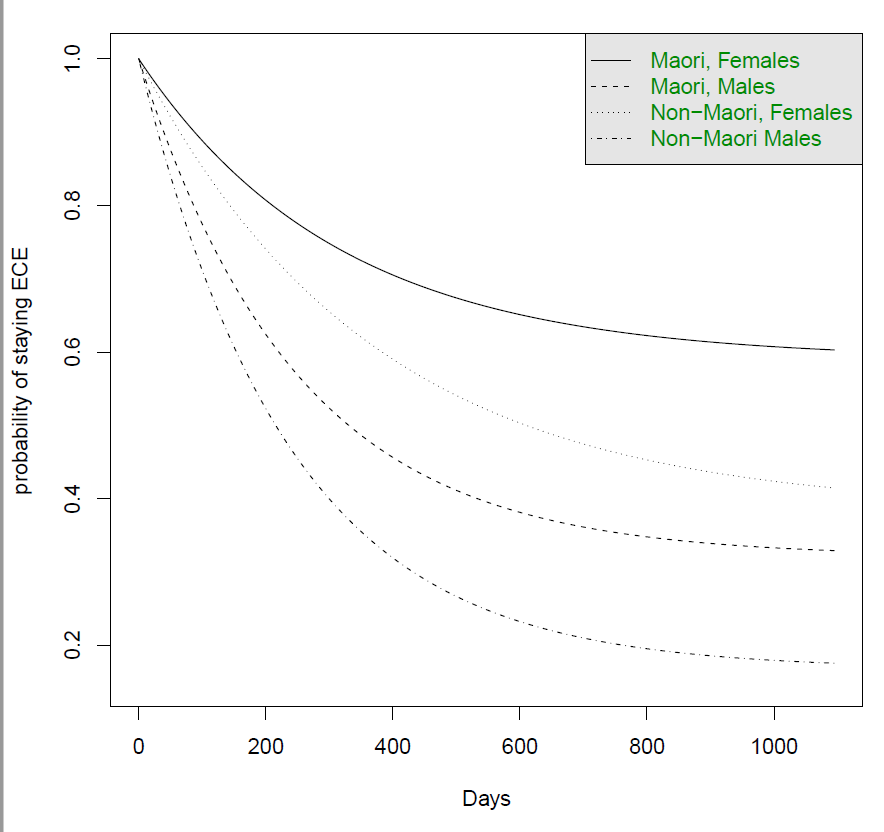 1.0
0.8
0.6
0.4
0.2
probability of staying ECE
Maori, Females
Maori, Males
Non−Maori, Females
Non−Maori Males
0 200 400 600 800 1000
Days